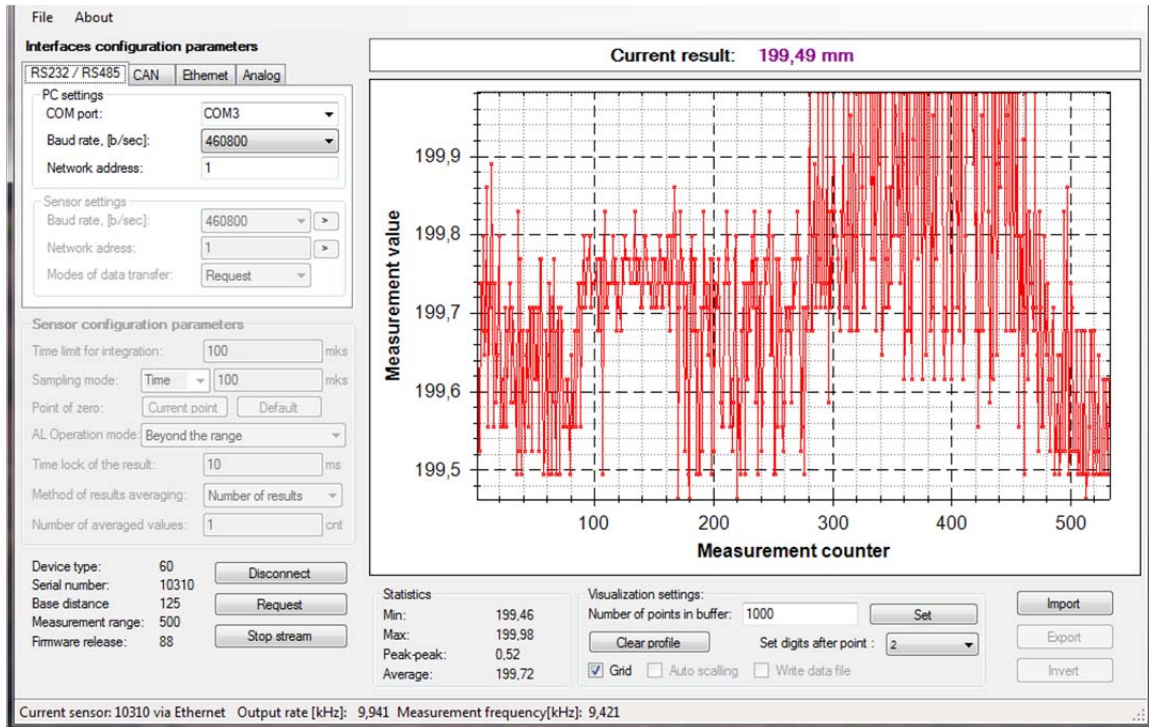 File About
Interfaces configuration parameters
RS232 / RS485 CAN Ethernet Analog
PC settings
COM port: COM3
Baud rate, [b/sec]: 460800
Network address: 1
Sensor settings
Baud rate, [b/sec]: 460800 >
Network adress: 1 >
Modes of data transfer: Request
Sensor configuration parameters
Time limit for integration: 100 mks
Sampling mode: Time 100 mks
Point of zero: Current point Default
AL Operation mode: Beyond the range
Time lock of the result: 10 ms
Method of results averaging: Number of results
Number of averaged values: 1 cnt
Device type: 60
Serial number: 10310
Base distance 125
Measurement range: 500
Firmware release: 88
Disconnect
Request
Stop stream
Current result: 199,49 mm
Measurement value
199,9
199,8
199,7
199,6
199,5
100 200 300 400 500
Measurement counter
Statistics
Min: 199,46
Max: 199,98
Peak-peak: 0,52
Average: 199,72
Visualization settings:
Number of points in buffer: 1000 Set
Clear profile Set digits after point : 2
Grid Auto scalling Write data file
Import
Export
Invert
Current sensor: 10310 via Ethernet Output rate [kHz]: 9,941 Measurement frequency[kHz]: 9,421